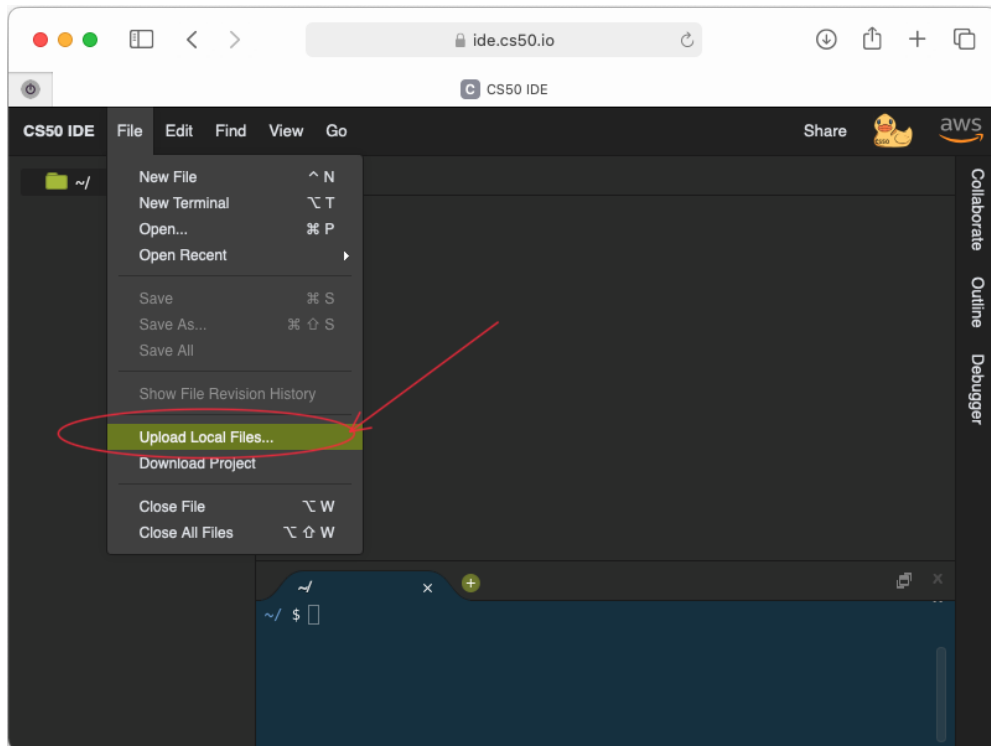 ide.cs50.io
C CS50 IDE
CS50 IDE File Edit Find View Go Share aws
CS50
~/
New File ^ N
New Terminal ⌥ T
Open... ⌘ P
Open Recent
Save ⌘ S
Save As... ⌘ ⇧ S
Save All
Show File Revision History
Upload Local Files...
Download Project
Close File ⌥ W
Close All Files ⌥ ⇧ W
Collaborate
Outline
Debugger
~/ × +
~/ $